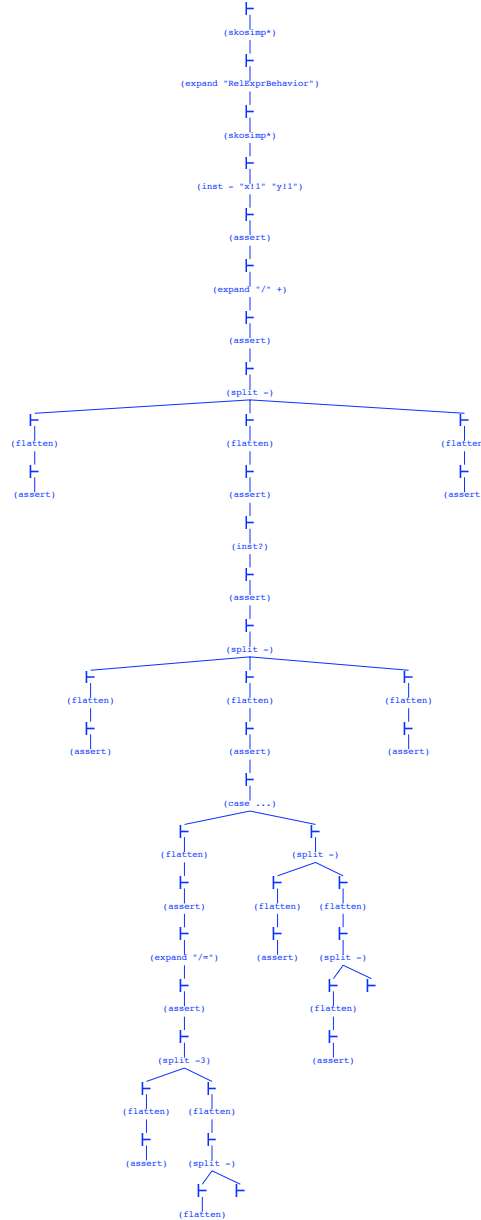 (skosimp*)
(expand "RelExprBehavior")
(skosimp*)
(inst - "x!1" "y!1")
(assert)
(expand "/" +)
(assert)
(split -)
(flatten) (flatten) (flatten
(assert) (assert) (assert
(inst?)
(assert)
(split -)
(flatten) (flatten) (flatten)
(assert) (assert) (assert)
(case ...)
(flatten) (split -)
(assert) (flatten) (flatten)
(expand "/=") (assert) (split -)
(assert) (flatten)
(split -3) (assert)
(flatten) (flatten)
(assert) (split -)
(flatten)